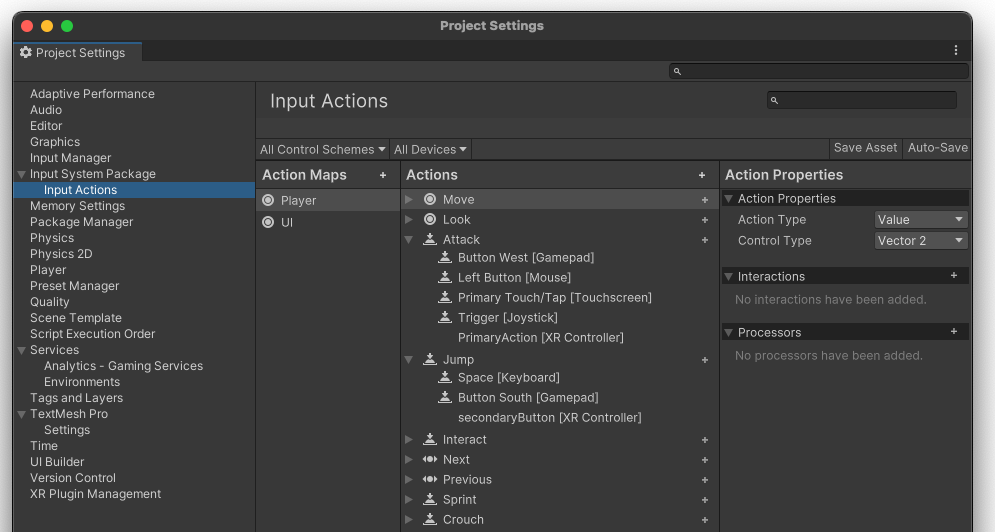 Project Settings
Project Settings
Input Actions
Adaptive Performance
Audio
Editor
Graphics
Input Manager
Input System Package
Input Actions
Memory Settings
Package Manager
Physics
Physics 2D
Player
Preset Manager
Quality
Scene Template
Script Execution Order
Services
Analytics - Gaming Services
Environments
Tags and Layers
TextMesh Pro
Settings
Time
UI Builder
Version Control
XR Plugin Management
All Control Schemes
All Devices
Save Asset
Auto-Save
Action Maps +
Player
UI
Actions +
Move +
Look +
Attack +
Button West [Gamepad]
Left Button [Mouse]
Primary Touch/Tap [Touchscreen]
Trigger [Joystick]
PrimaryAction [XR Controller]
Jump +
Space [Keyboard]
Button South [Gamepad]
secondaryButton [XR Controller]
Interact +
Next +
Previous +
Sprint +
Crouch +
Action Properties
Action Properties
Action Type Value
Control Type Vector 2
Interactions +
No interactions have been added.
Processors +
No processors have been added.